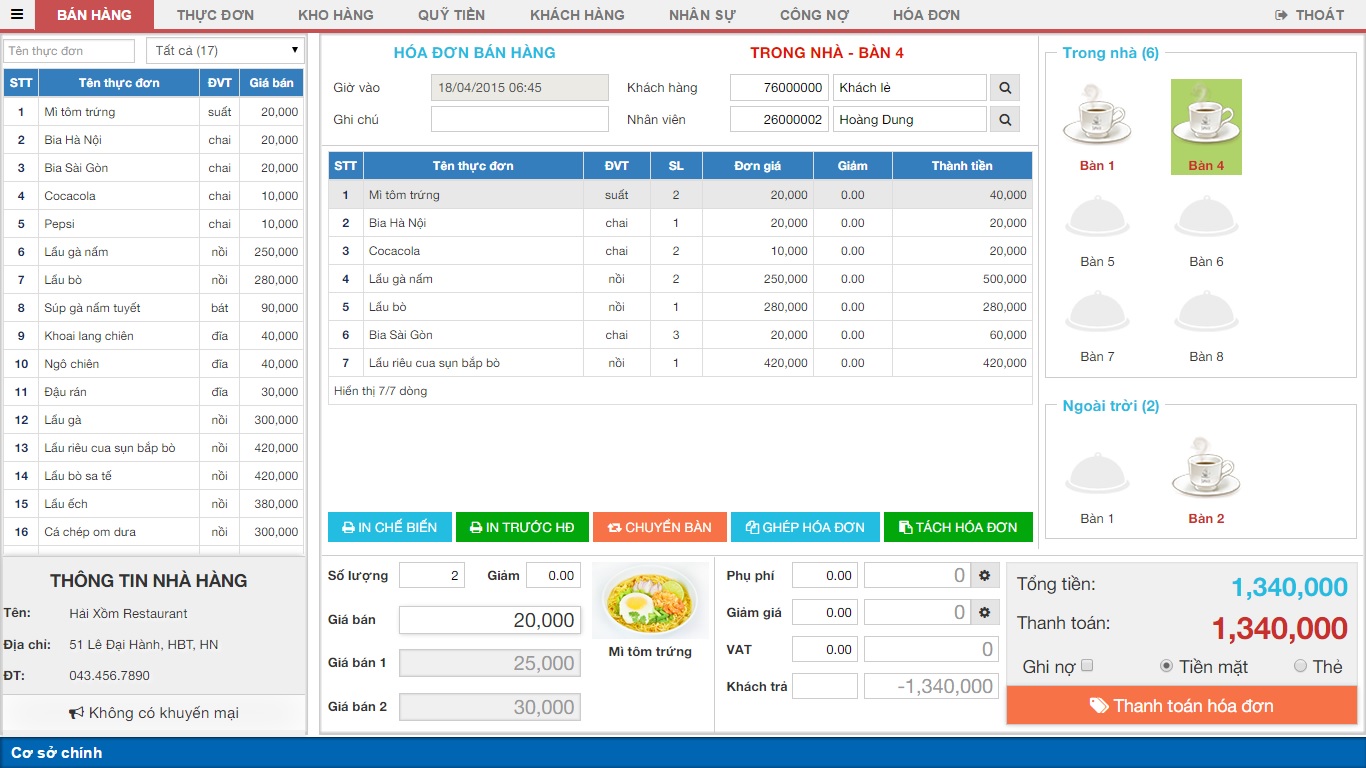 BÁN HÀNG THỰC ĐƠN KHO HÀNG QUỸ TIỀN KHÁCH HÀNG NHÂN SỰ CÔNG NỢ HÓA ĐƠN THOÁT
Tên thực đơn Tất cả (17)
STT Tên thực đơn ĐVT Giá bán
1 Mì tôm trứng suất 20,000
2 Bia Hà Nội chai 20,000
3 Bia Sài Gòn chai 20,000
4 Cocacola chai 10,000
5 Pepsi chai 10,000
6 Lẩu gà nấm nồi 250,000
7 Lẩu bò nồi 280,000
8 Súp gà nấm tuyết bát 90,000
9 Khoai lang chiên đĩa 40,000
10 Ngô chiên đĩa 40,000
11 Đậu rán đĩa 30,000
12 Lẩu gà nồi 300,000
13 Lẩu riêu cua sụn bắp bò nồi 420,000
14 Lẩu bò sa tế nồi 420,000
15 Lẩu ếch nồi 380,000
16 Cá chép om dưa nồi 300,000
THÔNG TIN NHÀ HÀNG
Tên: Hải Xồm Restaurant
Địa chỉ: 51 Lê Đại Hành, HBT, HN
ĐT: 043.456.7890
Không có khuyến mại
HÓA ĐƠN BÁN HÀNG TRONG NHÀ - BÀN 4
Giờ vào 18/04/2015 06:45 Khách hàng 76000000 Khách lẻ
Ghi chú Nhân viên 26000002 Hoàng Dung
STT Tên thực đơn ĐVT SL Đơn giá Giảm Thành tiền
1 Mì tôm trứng suất 2 20,000 0.00 40,000
2 Bia Hà Nội chai 1 20,000 0.00 20,000
3 Cocacola chai 2 10,000 0.00 20,000
4 Lẩu gà nấm nồi 2 250,000 0.00 500,000
5 Lẩu bò nồi 1 280,000 0.00 280,000
6 Bia Sài Gòn chai 3 20,000 0.00 60,000
7 Lẩu riêu cua sụn bắp bò nồi 1 420,000 0.00 420,000
Hiển thị 7/7 dòng
IN CHẾ BIẾN IN TRƯỚC HĐ CHUYỂN BÀN GHÉP HÓA ĐƠN TÁCH HÓA ĐƠN
Số lượng 2 Giảm 0.00
Giá bán 20,000
Giá bán 1 25,000
Giá bán 2 30,000
Mì tôm trứng
Phụ phí 0.00 0
Giảm giá 0.00 0
VAT 0.00 0
Khách trả -1,340,000
Trong nhà (6)
Bàn 1 Bàn 4
Bàn 5 Bàn 6
Bàn 7 Bàn 8
Ngoài trời (2)
Bàn 1 Bàn 2
Tổng tiền: 1,340,000
Thanh toán: 1,340,000
Ghi nợ Tiền mặt Thẻ
Thanh toán hóa đơn
Cơ sở chính